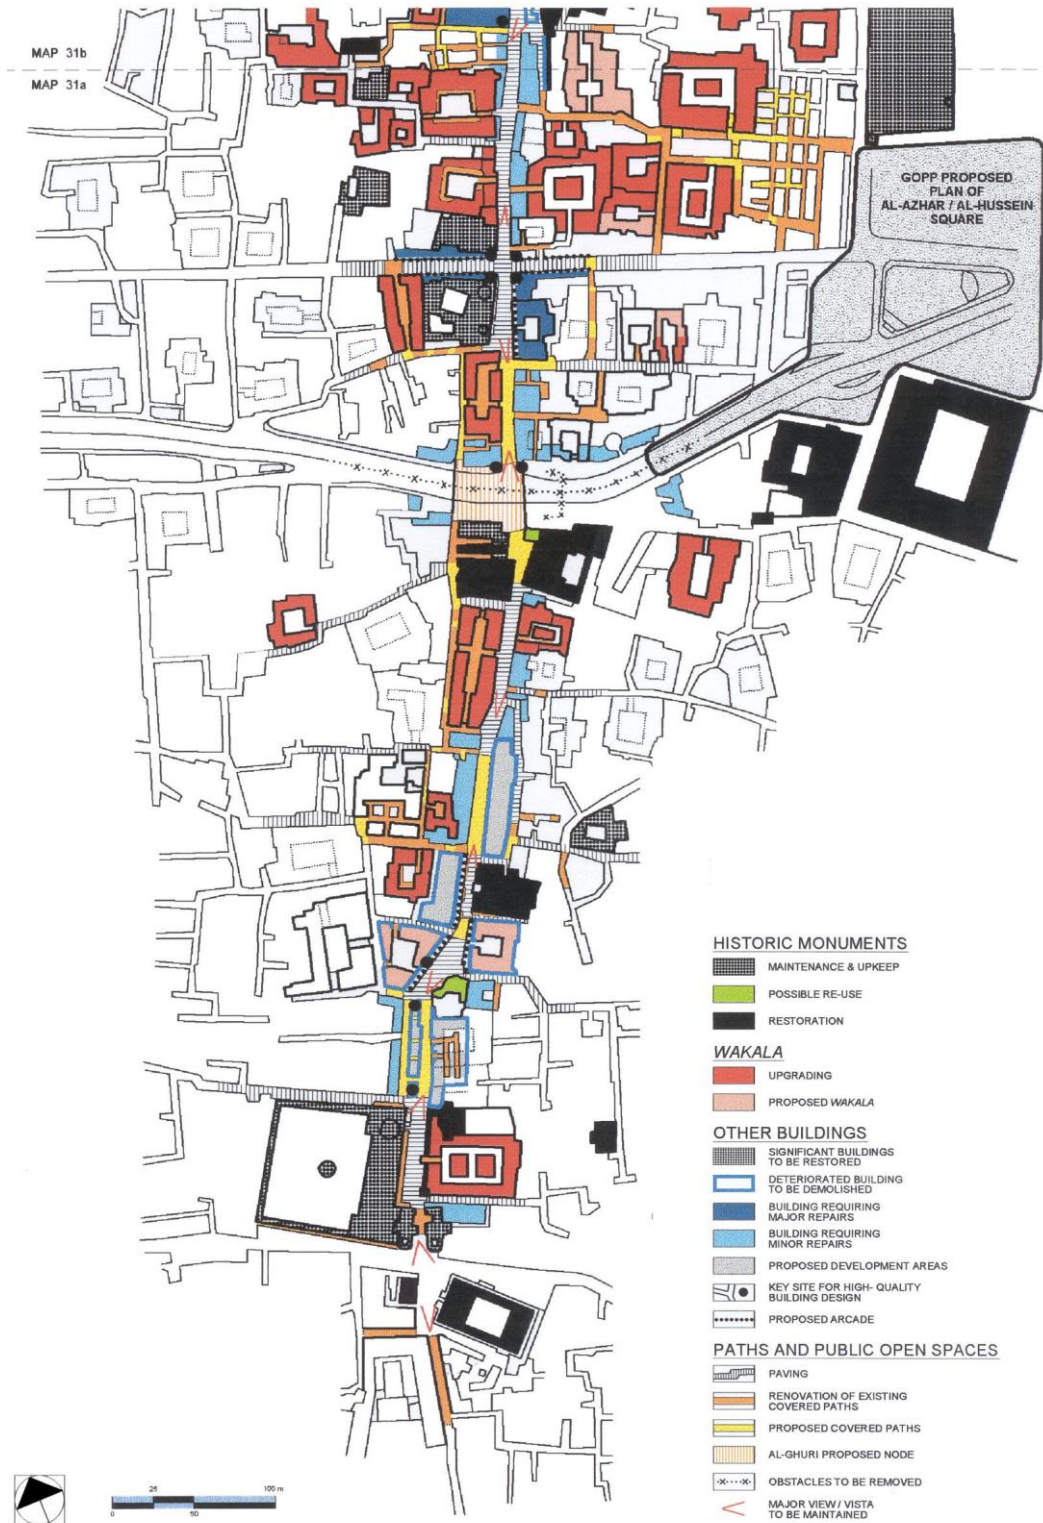 MAP 31b
MAP 31a
GOPP PROPOSED
PLAN OF
AL-AZHAR / AL-HUSSEIN
SQUARE
HISTORIC MONUMENTS
MAINTENANCE & UPKEEP
POSSIBLE RE-USE
RESTORATION
WAKALA
UPGRADING
PROPOSED WAKALA
OTHER BUILDINGS
SIGNIFICANT BUILDINGS
TO BE RESTORED
DETERIORATED BUILDING
TO BE DEMOLISHED
BUILDING REQUIRING
MAJOR REPAIRS
BUILDING REQUIRING
MINOR REPAIRS
PROPOSED DEVELOPMENT AREAS
KEY SITE FOR HIGH- QUALITY
BUILDING DESIGN
PROPOSED ARCADE
PATHS AND PUBLIC OPEN SPACES
PAVING
RENOVATION OF EXISTING
COVERED PATHS
PROPOSED COVERED PATHS
AL-GHURI PROPOSED NODE
OBSTACLES TO BE REMOVED
MAJOR VIEW / VISTA
TO BE MAINTAINED
25 100 m
0 50